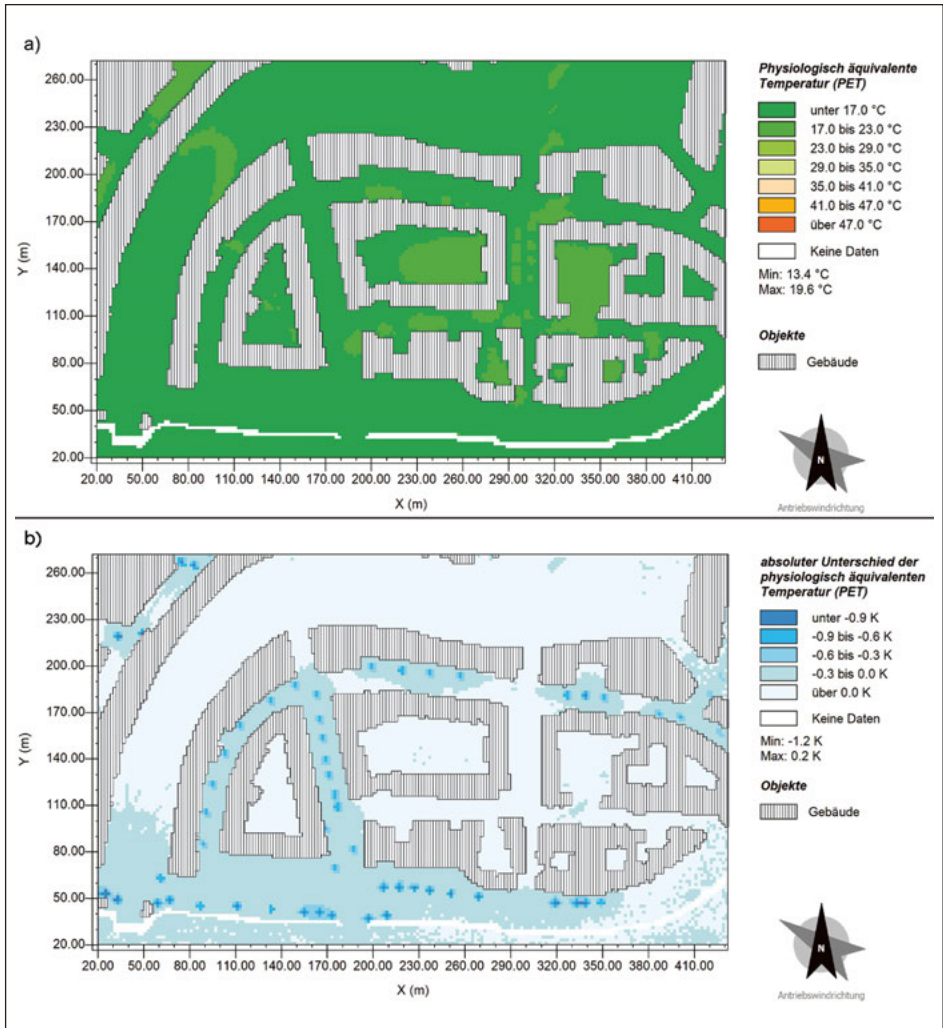 a)
260.00
230.00
200.00
170.00
140.00
110.00
80.00
50.00
20.00
Y (m)
20.00 50.00 80.00 110.00 140.00 170.00 200.00 230.00 260.00 290.00 320.00 350.00 380.00 410.00
X (m)
Physiologisch äquivalente
Temperatur (PET)
unter 17.0 °C
17.0 bis 23.0 °C
23.0 bis 29.0 °C
29.0 bis 35.0 °C
35.0 bis 41.0 °C
41.0 bis 47.0 °C
über 47.0 °C
Keine Daten
Min: 13.4 °C
Max: 19.6 °C
Objekte
Gebäude
N
Antriebswindrichtung
b)
260.00
230.00
200.00
170.00
140.00
110.00
80.00
50.00
20.00
Y (m)
20.00 50.00 80.00 110.00 140.00 170.00 200.00 230.00 260.00 290.00 320.00 350.00 380.00 410.00
X (m)
absoluter Unterschied der
physiologisch äquivalenten
Temperatur (PET)
unter -0.9 K
-0.9 bis -0.6 K
-0.6 bis -0.3 K
-0.3 bis 0.0 K
über 0.0 K
Keine Daten
Min: -1.2 K
Max: 0.2 K
Objekte
Gebäude
N
Antriebswindrichtung